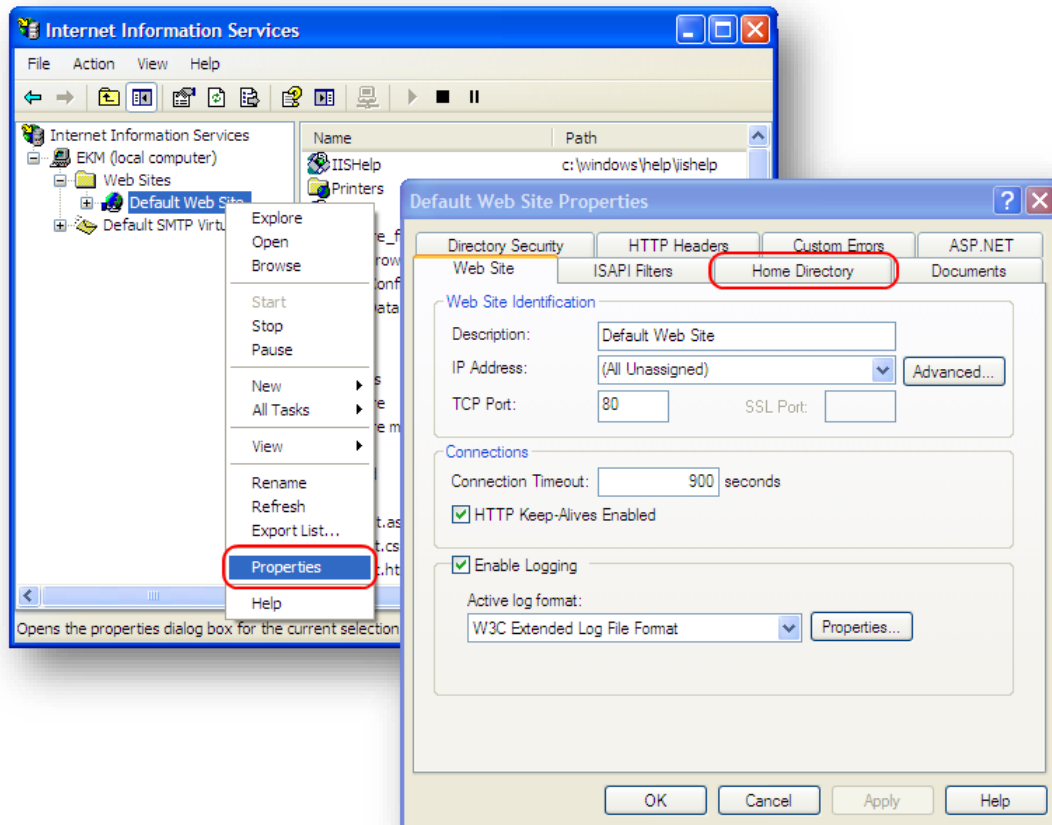 Internet Information Services
File Action View Help
Internet Information Services
EKM (local computer)
Web Sites
Default Web Site
Default SMTP Virtu
Name Path
IISHelp c:\windows\help\iishelp
Printers
Explore
Open
Browse
Start
Stop
Pause
New
All Tasks
View
Rename
Refresh
Export List...
Properties
Help
Opens the properties dialog box for the current selection
Default Web Site Properties
Directory Security HTTP Headers Custom Errors ASP.NET
Web Site ISAPI Filters Home Directory Documents
Web Site Identification
Description: Default Web Site
IP Address: (All Unassigned) Advanced...
TCP Port: 80 SSL Port:
Connections
Connection Timeout: 900 seconds
HTTP Keep-Alives Enabled
Enable Logging
Active log format:
W3C Extended Log File Format Properties...
OK Cancel Apply Help